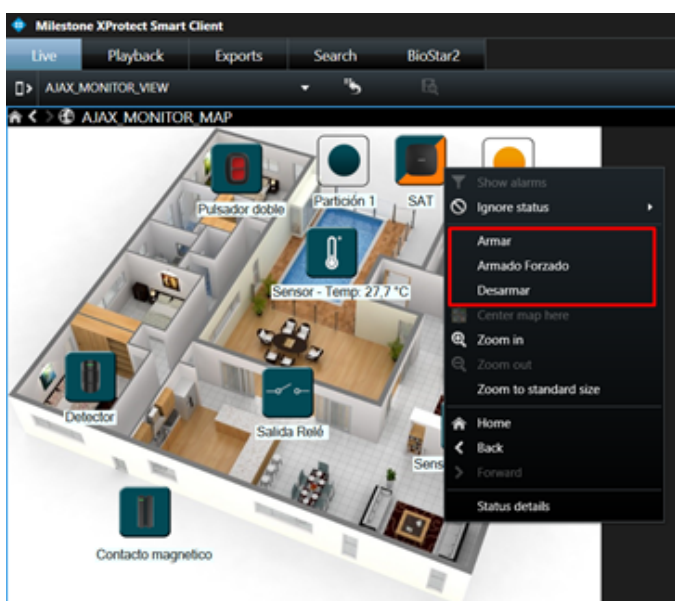 Milestone XProtect Smart Client
Live
Playback
Exports
Search
BioStar2
AJAX_MONITOR_VIEW
AJAX_MONITOR_MAP
Pulsador doble
Partición 1
SAT
Sensor - Temp: 27,7 °C
Detector
Salida Relé
Sens
Contacto magnetico
Show alarms
Ignore status
Armar
Armado Forzado
Desarmar
Center map here
Zoom in
Zoom out
Zoom to standard size
Home
Back
Forward
Status details